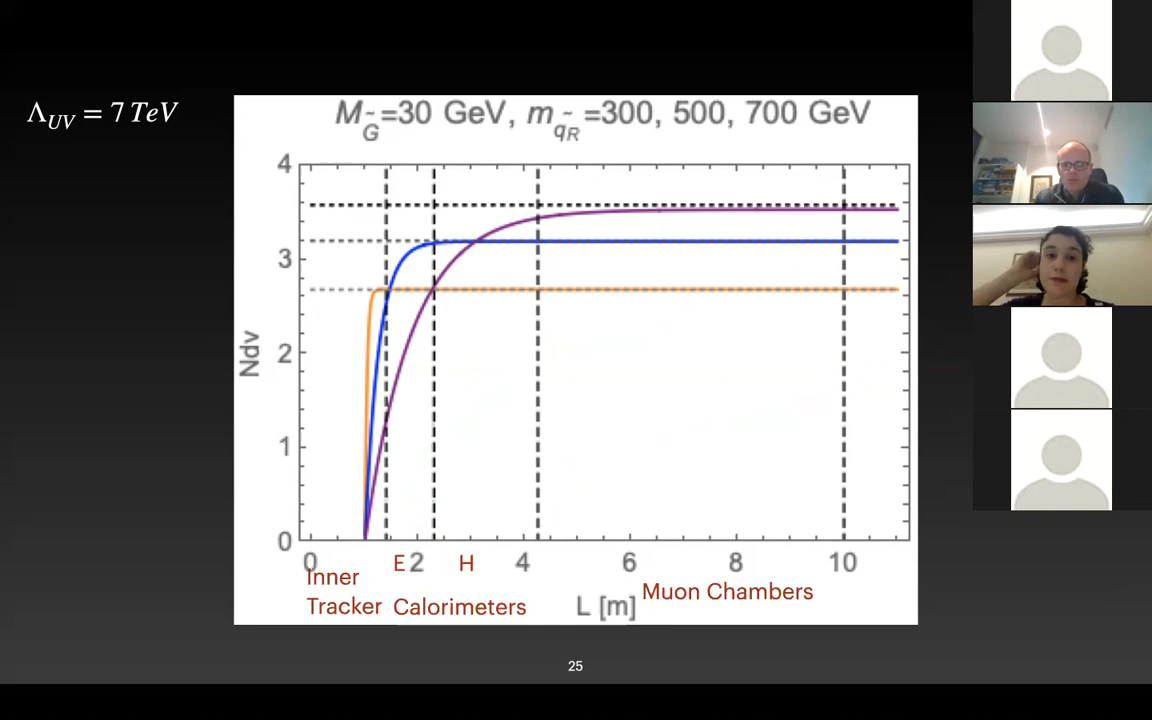 Λ_UV = 7 TeV
M_G̃=30 GeV, m_q̃R=300, 500, 700 GeV
4
3
2
1
0
Ndv
0 2 4 6 8 10
E H
Inner
Tracker
Calorimeters
L [m]
Muon Chambers
25